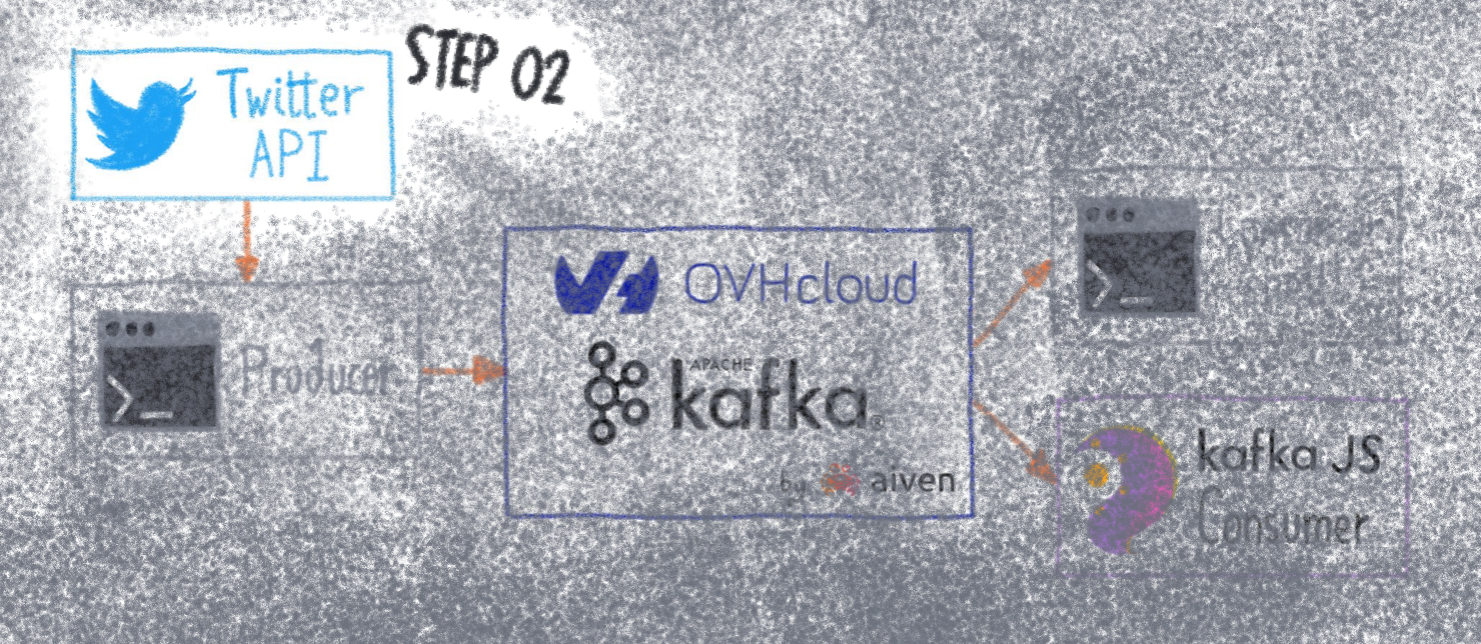 STEP 02
Twitter
API
Producer
OVHcloud
APACHE
kafka®
by aiven
kafka JS
Consumer